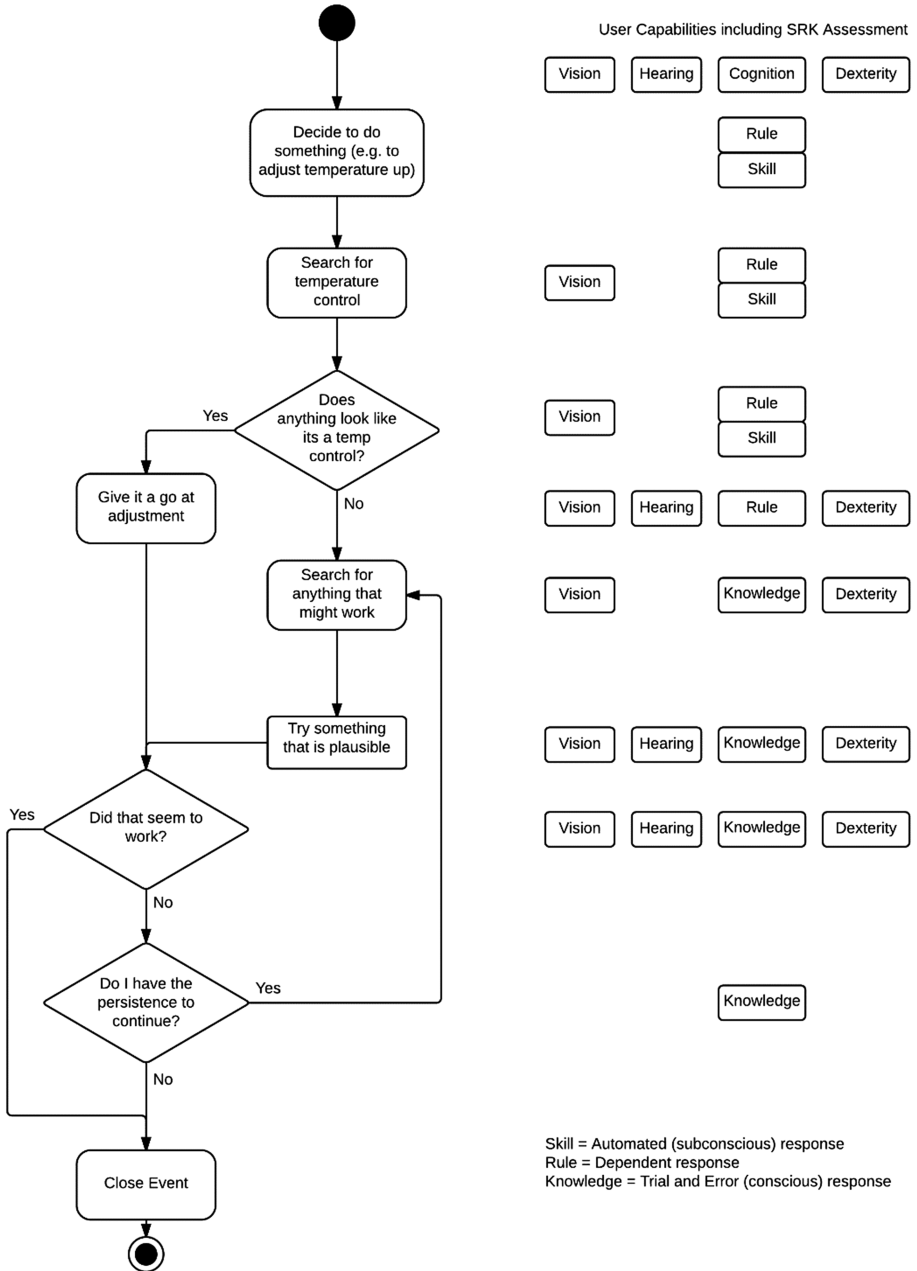 User Capabilities including SRK Assessment
Vision
Hearing
Cognition
Dexterity
Decide to do
something (e.g. to
adjust temperature up)
Rule
Skill
Search for
temperature
control
Vision
Rule
Skill
Does
anything look like
its a temp
control?
Yes
No
Vision
Rule
Skill
Give it a go at
adjustment
Vision
Hearing
Rule
Dexterity
Search for
anything that
might work
Vision
Knowledge
Dexterity
Try something
that is plausible
Vision
Hearing
Knowledge
Dexterity
Yes
Did that seem to
work?
No
Vision
Hearing
Knowledge
Dexterity
Do I have the
persistence to
continue?
Yes
No
Knowledge
Close Event
Skill = Automated (subconscious) response
Rule = Dependent response
Knowledge = Trial and Error (conscious) response